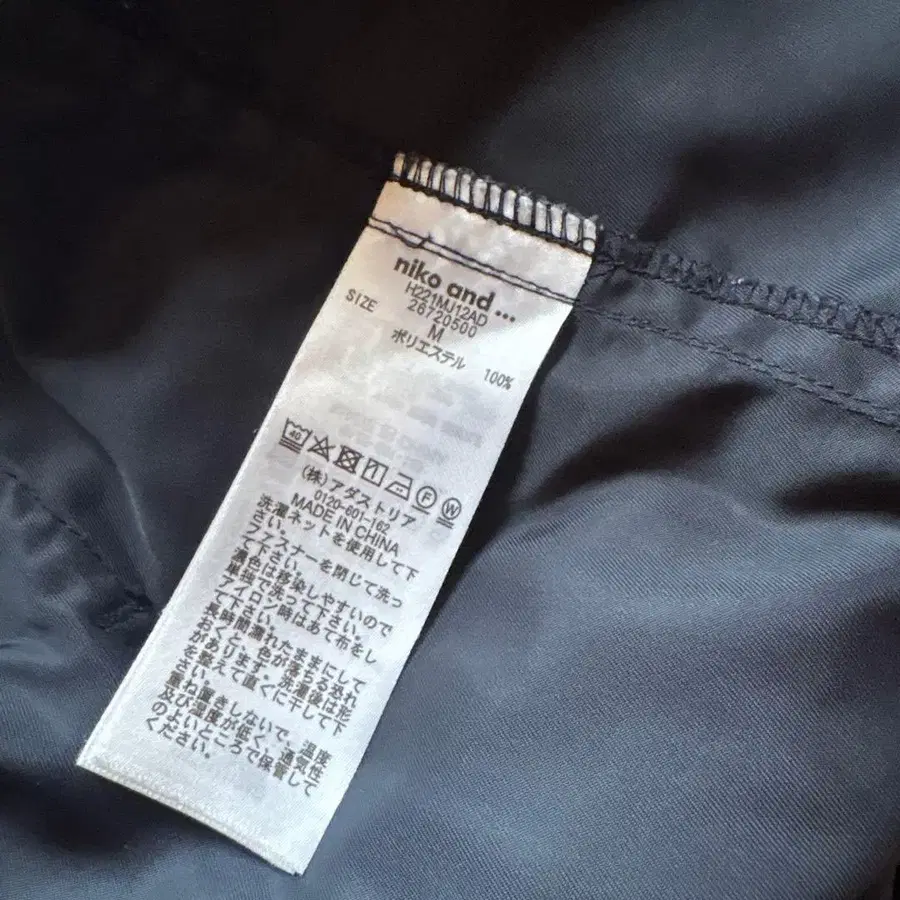 niko and ...
H221MJ12AD
26720500
SIZE M
ポリエステル 100%
40 F W
(株)アダストリア
0120-601-162
MADE IN CHINA
洗濯ネットを使用して下
さい。
ファスナーを閉じて洗っ
て下さい。
濃色は移染しやすいので
単独で洗って下さい。
アイロン時はあて布をし
て下さい。
長時間濡れたままにして
おくと、色が落ちる恐れ
があります。洗濯後は形
を整えて直ぐに干して下
さい。
重ね置きしないで、温度
及び湿度が低く、通気性
のよいところで保管して
ください。